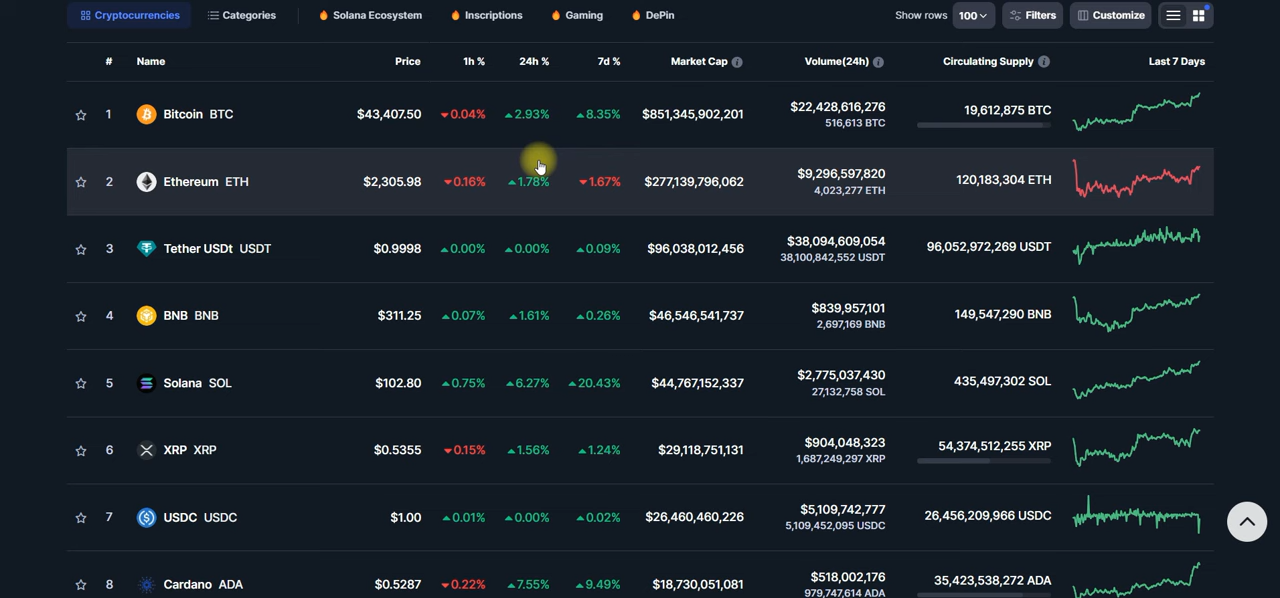 Cryptocurrencies Categories Solana Ecosystem Inscriptions Gaming DePin Show rows 100 Filters Customize
# Name Price 1h % 24h % 7d % Market Cap Volume(24h) Circulating Supply Last 7 Days
1 Bitcoin BTC $43,407.50 0.04% 2.93% 8.35% $851,345,902,201 $22,428,616,276 19,612,875 BTC
516,613 BTC
2 Ethereum ETH $2,305.98 0.16% 1.78% 1.67% $277,139,796,062 $9,296,597,820 120,183,304 ETH
4,023,277 ETH
3 Tether USDt USDT $0.9998 0.00% 0.00% 0.09% $96,038,012,456 $38,094,609,054 96,052,972,269 USDT
38,100,842,552 USDT
4 BNB BNB $311.25 0.07% 1.61% 0.26% $46,546,541,737 $839,957,101 149,547,290 BNB
2,697,169 BNB
5 Solana SOL $102.80 0.75% 6.27% 20.43% $44,767,152,337 $2,775,037,430 435,497,302 SOL
27,132,758 SOL
6 XRP XRP $0.5355 0.15% 1.56% 1.24% $29,118,751,131 $904,048,323 54,374,512,255 XRP
1,687,249,297 XRP
7 USDC USDC $1.00 0.01% 0.00% 0.02% $26,460,460,226 $5,109,742,777 26,456,209,966 USDC
5,109,452,095 USDC
8 Cardano ADA $0.5287 0.22% 7.55% 9.49% $18,730,051,081 $518,002,176 35,423,538,272 ADA
979,747,614 ADA